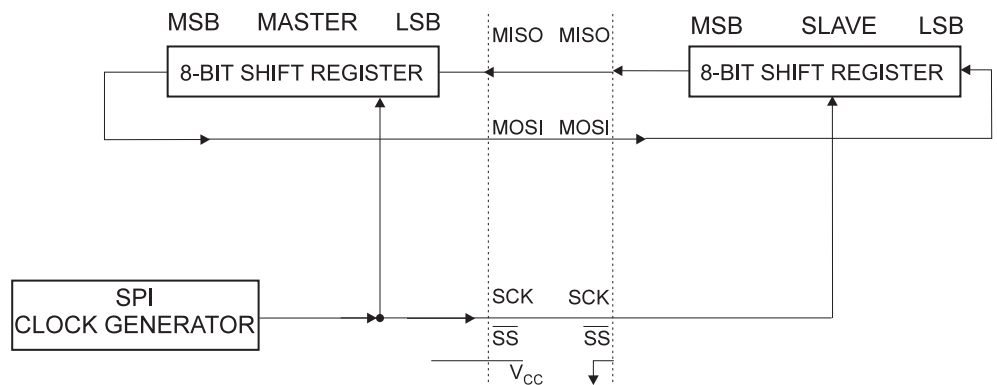 MSB MASTER LSB
MISO MISO
MSB SLAVE LSB
8-BIT SHIFT REGISTER
8-BIT SHIFT REGISTER
MOSI MOSI
SPI
CLOCK GENERATOR
SCK SCK
SS SS
VCC